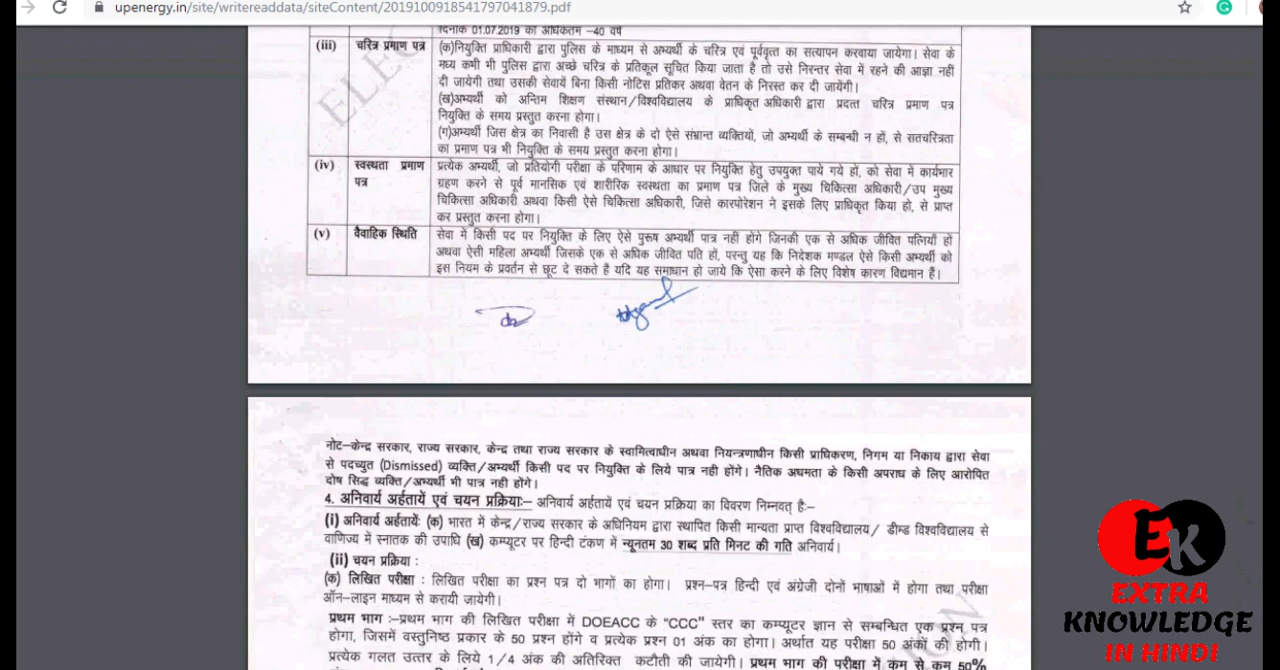 upenergy.in/site/writereaddata/siteContent/2019100918541797041879.pdf
दिनांक 01.07.2019 को अधिकतम –40 वर्ष
(iii) चरित्र प्रमाण पत्र (क)नियुक्ति प्राधिकारी द्वारा पुलिस के माध्यम से अभ्यर्थी के चरित्र एवं पूर्ववृत्त का सत्यापन करवाया जायेगा। सेवा के
मध्य कभी भी पुलिस द्वारा अच्छे चरित्र के प्रतिकूल सूचित किया जाता है तो उसे निरन्तर सेवा में रहने की आज्ञा नहीं
दी जायेगी तथा उसकी सेवायें बिना किसी नोटिस प्रतिकर अथवा वेतन के निरस्त कर दी जायेंगी।
(ख)अभ्यर्थी को अन्तिम शिक्षण संस्थान/विश्वविद्यालय के प्राधिकृत अधिकारी द्वारा प्रदत्त चरित्र प्रमाण पत्र
नियुक्ति के समय प्रस्तुत करना होगा।
(ग)अभ्यर्थी जिस क्षेत्र का निवासी है उस क्षेत्र के दो ऐसे संभ्रान्त व्यक्तियों, जो अभ्यर्थी के सम्बन्धी न हों, से सतचरित्रता
का प्रमाण पत्र भी नियुक्ति के समय प्रस्तुत करना होगा।
(iv) स्वस्थता प्रमाण पत्र प्रत्येक अभ्यर्थी, जो प्रतियोगी परीक्षा के परिणाम के आधार पर नियुक्ति हेतु उपयुक्त पाये गये हों, को सेवा में कार्यभार
ग्रहण करने से पूर्व मानसिक एवं शारीरिक स्वस्थता का प्रमाण पत्र जिले के मुख्य चिकित्सा अधिकारी/उप मुख्य
चिकित्सा अधिकारी अथवा किसी ऐसे चिकित्सा अधिकारी, जिसे कारपोरेशन ने इसके लिए प्राधिकृत किया हो, से प्राप्त
कर प्रस्तुत करना होगा।
(v) वैवाहिक स्थिति सेवा में किसी पद पर नियुक्ति के लिए ऐसे पुरूष अभ्यर्थी पात्र नही होंगे जिनकी एक से अधिक जीवित पत्नियाँ हों
अथवा ऐसी महिला अभ्यर्थी जिसके एक से अधिक जीवित पति हों, परन्तु यह कि निदेशक मण्डल ऐसे किसी अभ्यर्थी को
इस नियम के प्रवर्तन से छूट दे सकते है यदि यह समाधान हो जाये कि ऐसा करने के लिए विशेष कारण विद्यमान हैं।
नोट–केन्द्र सरकार, राज्य सरकार, केन्द्र तथा राज्य सरकार के स्वामित्वाधीन अथवा नियन्त्रणाधीन किसी प्राधिकरण, निगम या निकाय द्वारा सेवा
से पदच्युत (Dismissed) व्यक्ति/अभ्यर्थी किसी पद पर नियुक्ति के लिये पात्र नही होंगे। नैतिक अधमता के किसी अपराध के लिए आरोपित
दोष सिद्ध व्यक्ति/अभ्यर्थी भी पात्र नही होंगे।
4. अनिवार्य अर्हतायें एवं चयन प्रक्रियाः– अनिवार्य अर्हतायें एवं चयन प्रक्रिया का विवरण निम्नवत् हैः–
(i) अनिवार्य अर्हतायेंः (क) भारत में केन्द्र/राज्य सरकार के अधिनियम द्वारा स्थापित किसी मान्यता प्राप्त विश्वविद्यालय/ डीम्ड विश्वविद्यालय से
वाणिज्य में स्नातक की उपाधि (ख) कम्प्यूटर पर हिन्दी टंकण में न्यूनतम 30 शब्द प्रति मिनट की गति अनिवार्य।
(ii) चयन प्रक्रिया :
(क) लिखित परीक्षा : लिखित परीक्षा का प्रश्न पत्र दो भागों का होगा। प्रश्न–पत्र हिन्दी एवं अंग्रेजी दोनों भाषाओं में होगा तथा परीक्षा
ऑन–लाइन माध्यम से करायी जायेगी।
प्रथम भाग :–प्रथम भाग की लिखित परीक्षा में DOEACC के "CCC" स्तर का कम्प्यूटर ज्ञान से सम्बन्धित एक प्रश्न पत्र
होगा, जिसमें वस्तुनिष्ठ प्रकार के 50 प्रश्न होंगे व प्रत्येक प्रश्न 01 अंक का होगा। अर्थात यह परीक्षा 50 अंकों की होगी।
प्रत्येक गलत उत्तर के लिये 1/4 अंक की अतिरिक्त कटौती की जायेगी। प्रथम भाग की परीक्षा में कम से कम 50%
EK
EXTRA
KNOWLEDGE
IN HINDI